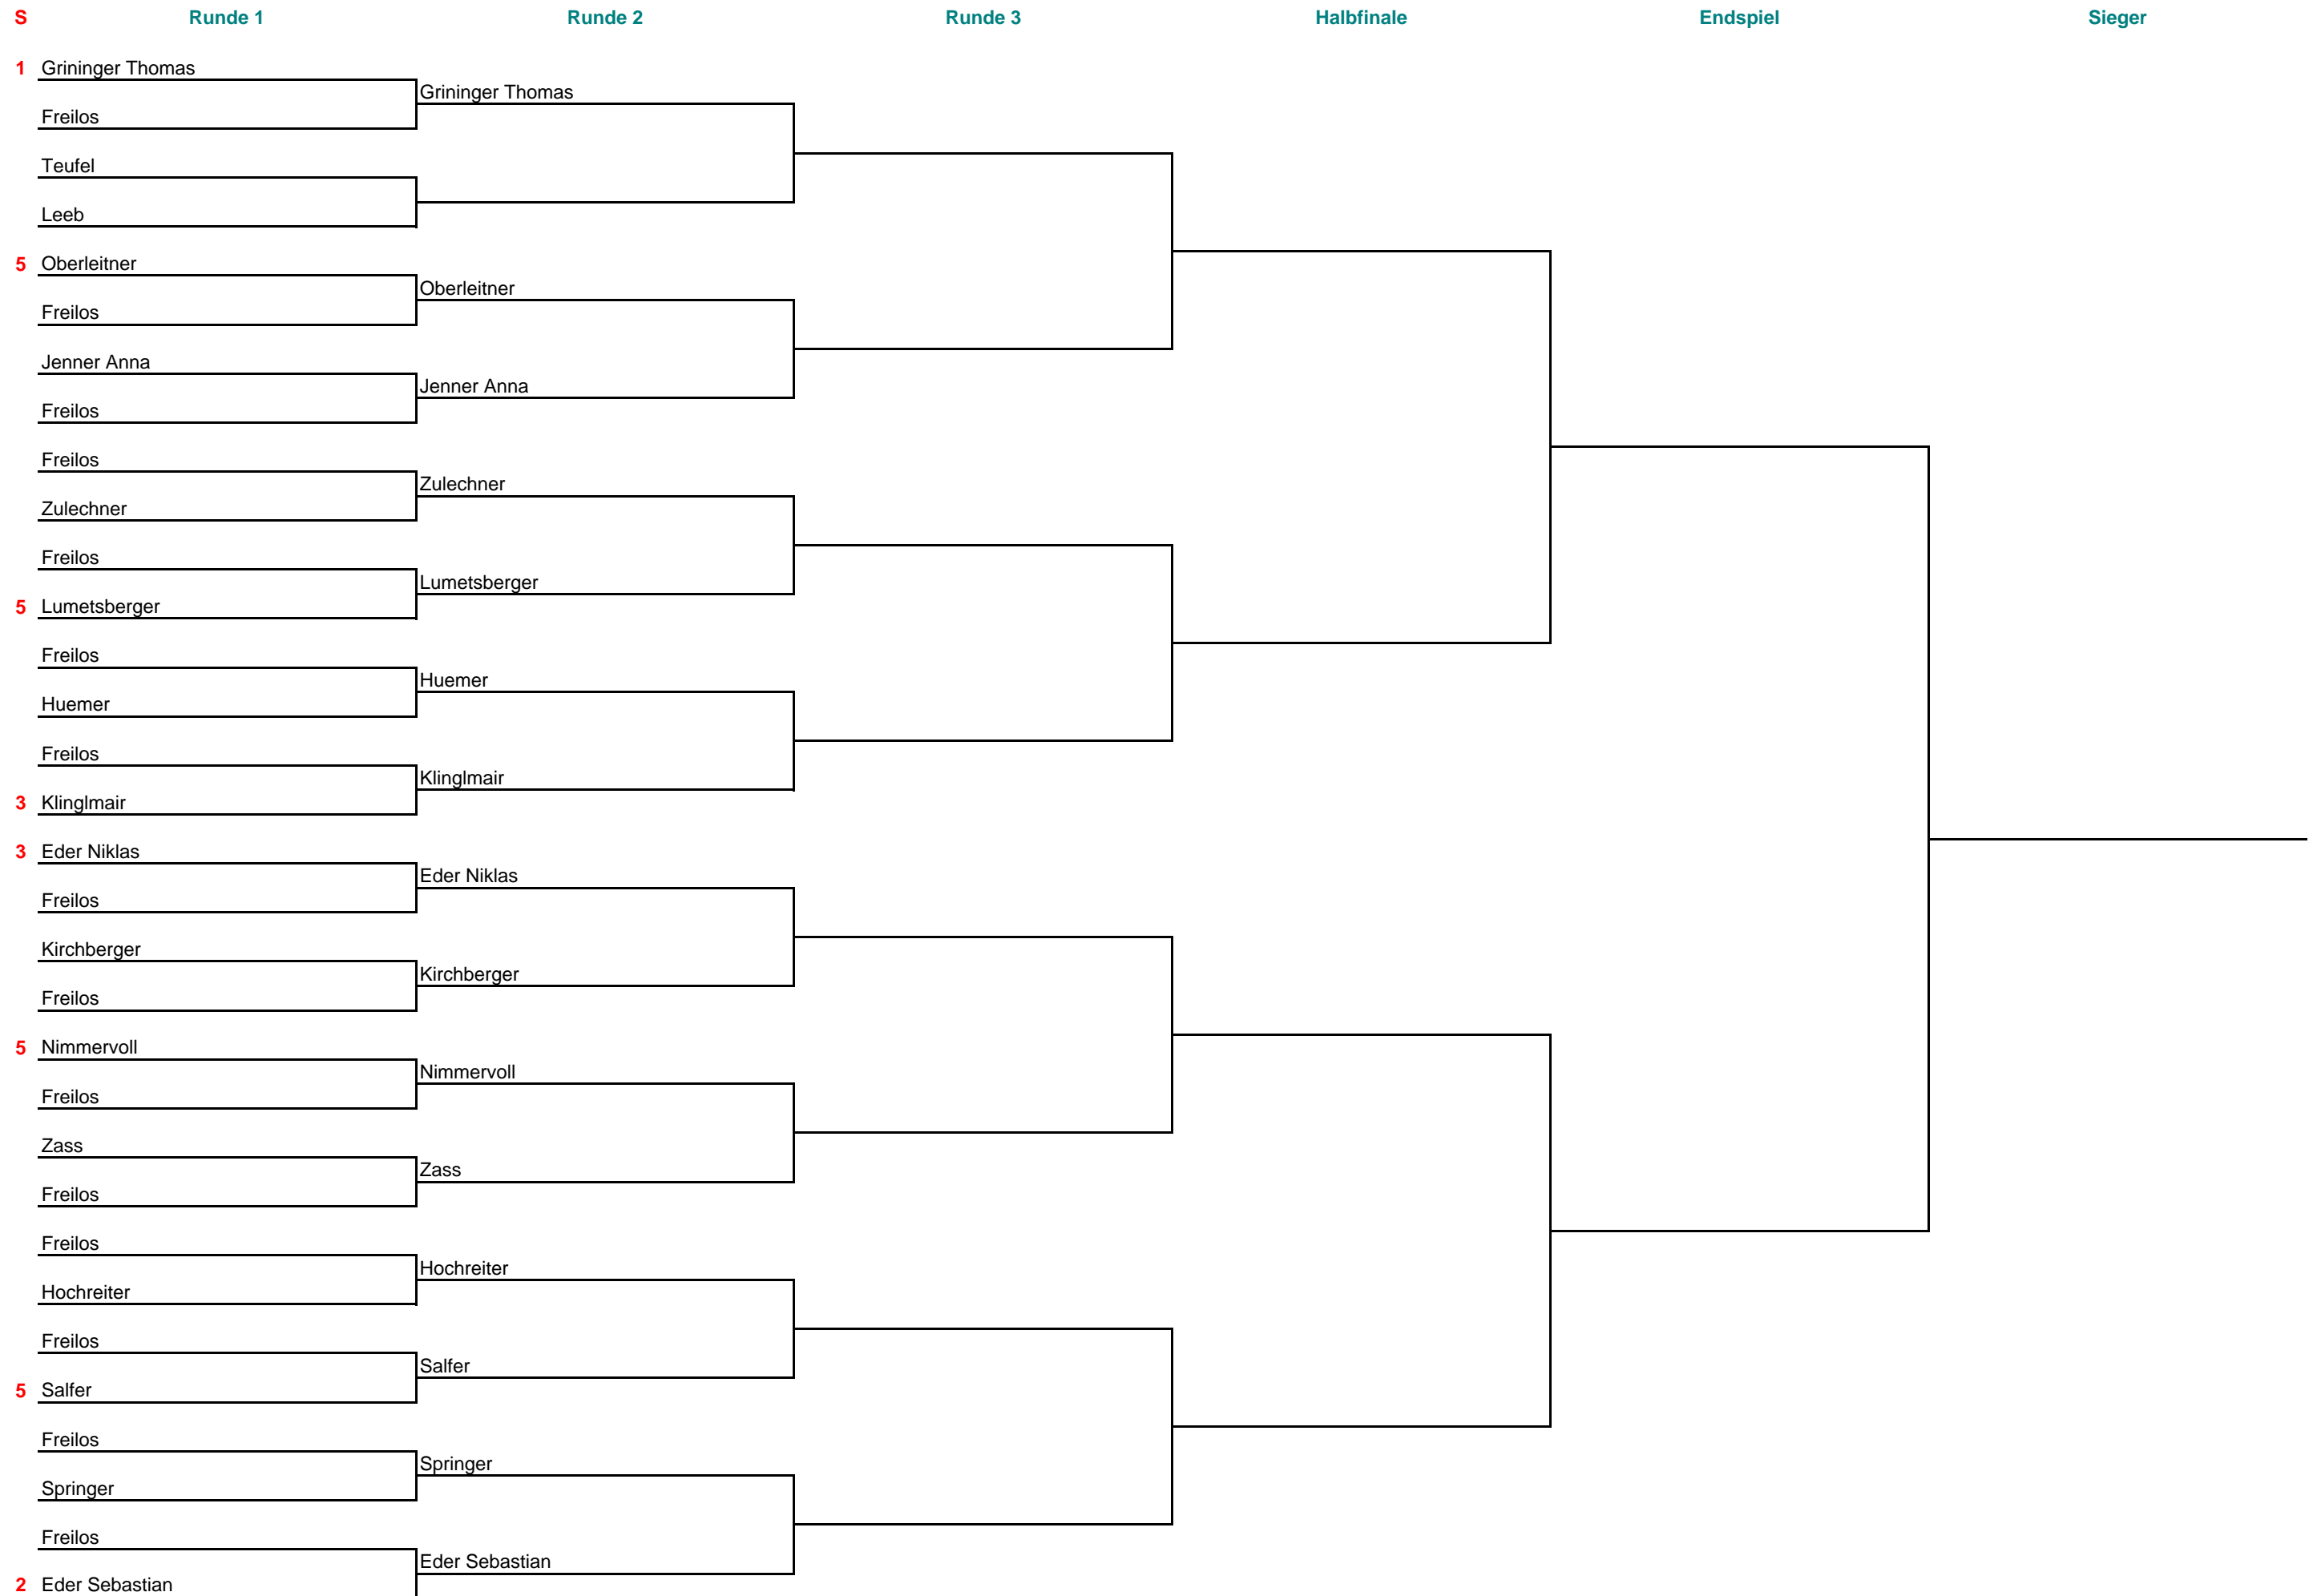 S Runde 1 Runde 2 Runde 3 Halbfinale Endspiel Sieger
1 Grininger Thomas
Grininger Thomas
Freilos
Teufel
Leeb
5 Oberleitner
Oberleitner
Freilos
Jenner Anna
Jenner Anna
Freilos
Freilos
Zulechner
Zulechner
Freilos
Lumetsberger
5 Lumetsberger
Freilos
Huemer
Huemer
Freilos
Klinglmair
3 Klinglmair
3 Eder Niklas
Eder Niklas
Freilos
Kirchberger
Kirchberger
Freilos
5 Nimmervoll
Nimmervoll
Freilos
Zass
Zass
Freilos
Freilos
Hochreiter
Hochreiter
Freilos
Salfer
5 Salfer
Freilos
Springer
Springer
Freilos
Eder Sebastian
2 Eder Sebastian